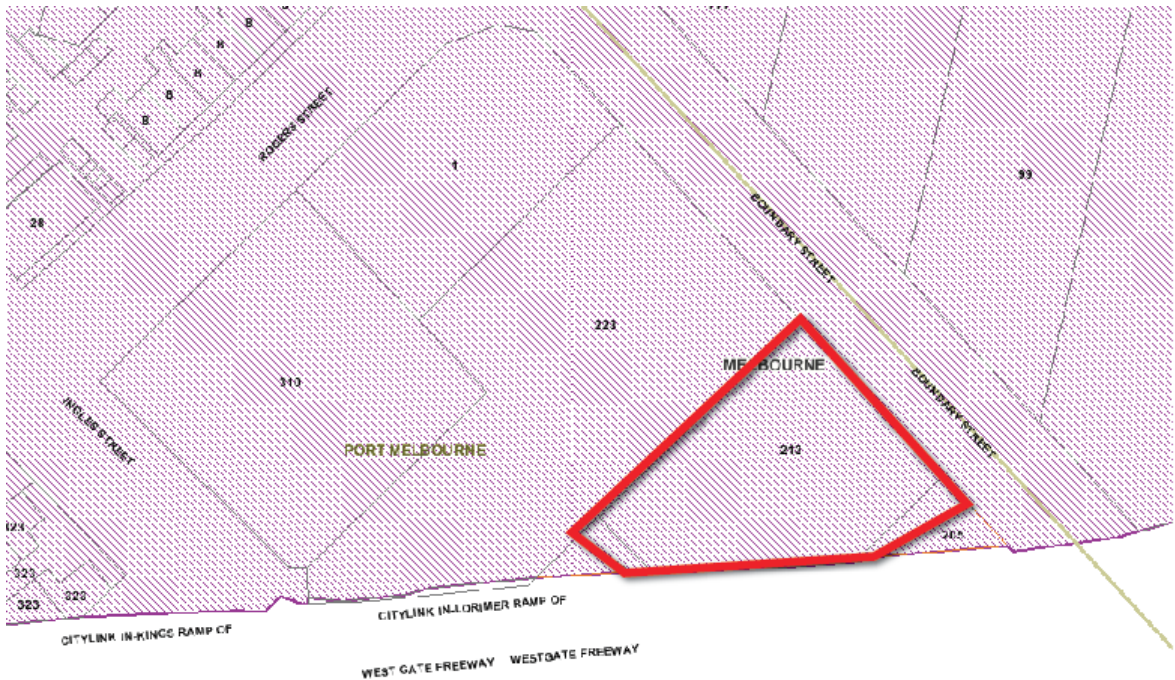 B
B
B
B
B
ROGERS STREET
1
99
28
BOUNDARY STREET
223
MELBOURNE
310
BOUNDARY STREET
INGLES STREET
PORT MELBOURNE
213
205
323
323
323
323
CITYLINK IN-LORIMER RAMP OF
CITYLINK IN-KINGS RAMP OF
WEST GATE FREEWAY WESTGATE FREEWAY